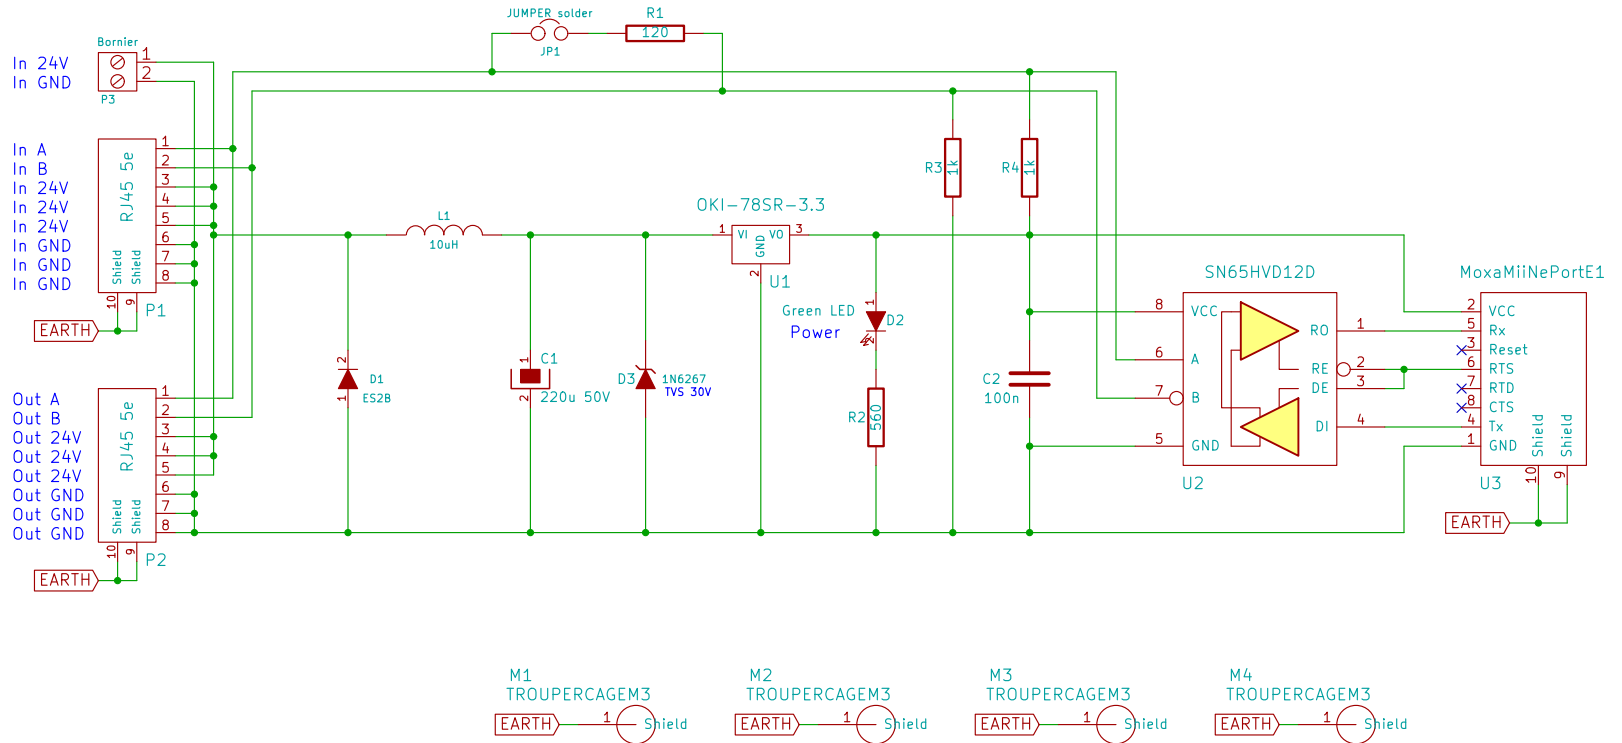 JUMPER solder
JP1
R1
120
Bornier
In 24V
In GND
1
2
P3
In A
In B
In 24V
In 24V
In 24V
In GND
In GND
In GND
RJ45 5e
Shield
Shield
1
2
3
4
5
6
7
8
10
9
P1
EARTH
Out A
Out B
Out 24V
Out 24V
Out 24V
Out GND
Out GND
Out GND
RJ45 5e
Shield
Shield
1
2
3
4
5
6
7
8
10
9
P2
EARTH
L1
10uH
2
D1
ES2B
1
1
C1
220u 50V
2
D3
1N6267
TVS 30V
OKI-78SR-3.3
1
VI
VO
3
GND
2
U1
Green LED
Power
1
D2
2
R2
560
R3
1k
R4
1k
C2
100n
SN65HVD12D
8
VCC
6
A
7
B
5
GND
RO
1
RE
2
DE
3
DI
4
U2
MoxaMiiNePortE1
2
VCC
5
Rx
3
Reset
6
RTS
7
RTD
8
CTS
4
Tx
1
GND
Shield
Shield
10
9
U3
EARTH
M1
TROUPERCAGEM3
EARTH
1
Shield
M2
TROUPERCAGEM3
EARTH
1
Shield
M3
TROUPERCAGEM3
EARTH
1
Shield
M4
TROUPERCAGEM3
EARTH
1
Shield